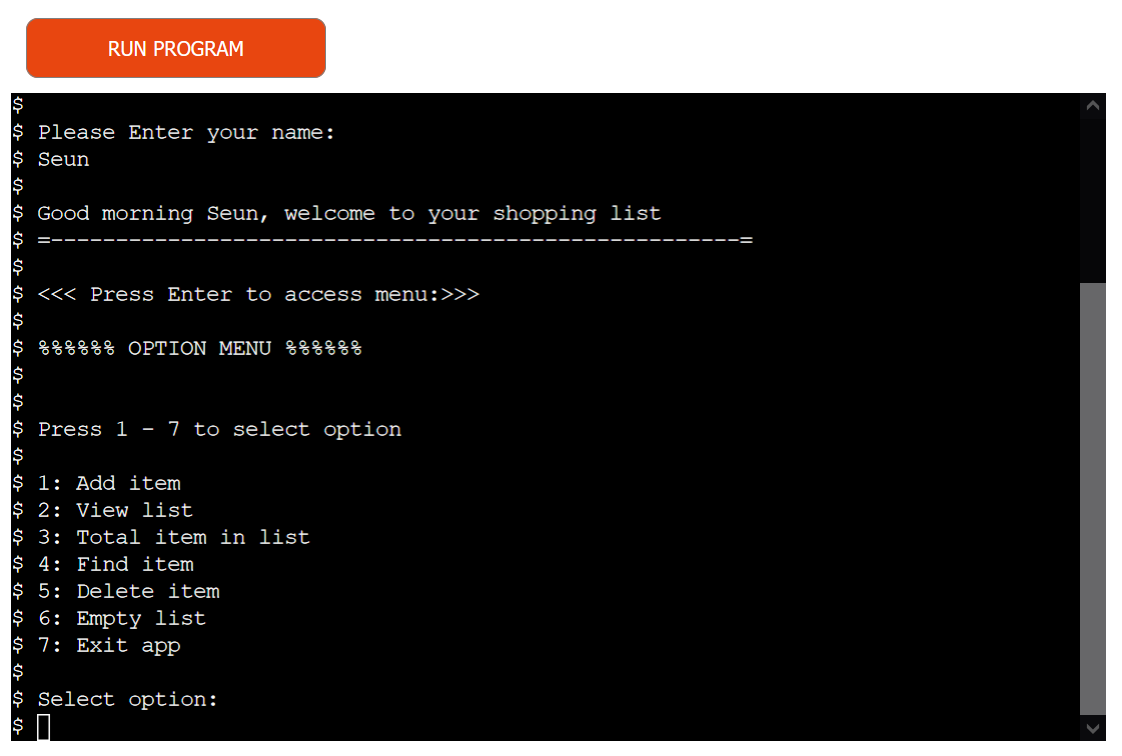 RUN PROGRAM
$
$ Please Enter your name:
$ Seun
$
$ Good morning Seun, welcome to your shopping list
$ =-----------------------------------------------------=
$
$ <<< Press Enter to access menu:>>>
$
$ %%%%%% OPTION MENU %%%%%%
$
$
$ Press 1 - 7 to select option
$
$ 1: Add item
$ 2: View list
$ 3: Total item in list
$ 4: Find item
$ 5: Delete item
$ 6: Empty list
$ 7: Exit app
$
$ Select option:
$